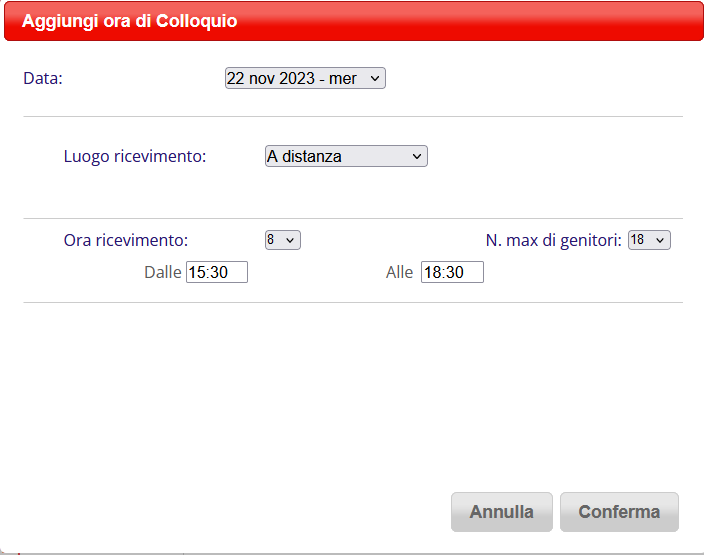 Aggiungi ora di Colloquio
Data: 22 nov 2023 - mer
Luogo ricevimento: A distanza
Ora ricevimento: 8 N. max di genitori: 18
Dalle 15:30 Alle 18:30
Annulla Conferma